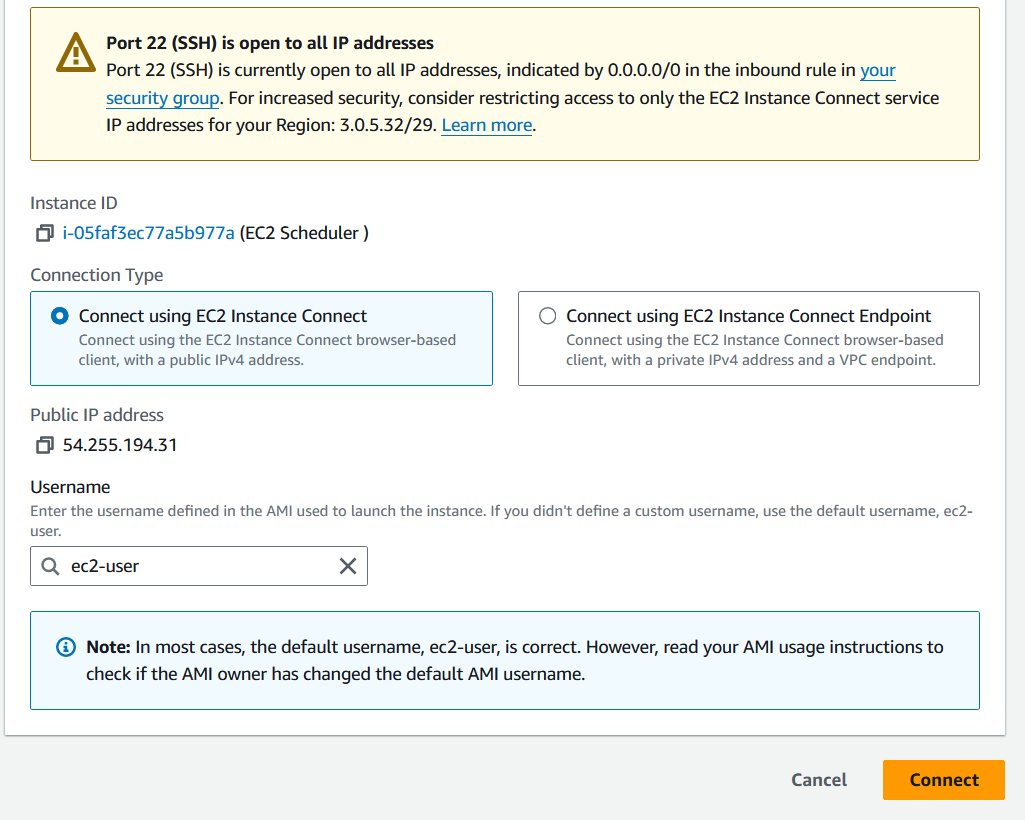 Port 22 (SSH) is open to all IP addresses
Port 22 (SSH) is currently open to all IP addresses, indicated by 0.0.0.0/0 in the inbound rule in your
security group. For increased security, consider restricting access to only the EC2 Instance Connect service
IP addresses for your Region: 3.0.5.32/29. Learn more.
Instance ID
i-05faf3ec77a5b977a (EC2 Scheduler )
Connection Type
Connect using EC2 Instance Connect
Connect using the EC2 Instance Connect browser-based
client, with a public IPv4 address.
Connect using EC2 Instance Connect Endpoint
Connect using the EC2 Instance Connect browser-based
client, with a private IPv4 address and a VPC endpoint.
Public IP address
54.255.194.31
Username
Enter the username defined in the AMI used to launch the instance. If you didn't define a custom username, use the default username, ec2-
user.
ec2-user
Note: In most cases, the default username, ec2-user, is correct. However, read your AMI usage instructions to
check if the AMI owner has changed the default AMI username.
Cancel
Connect